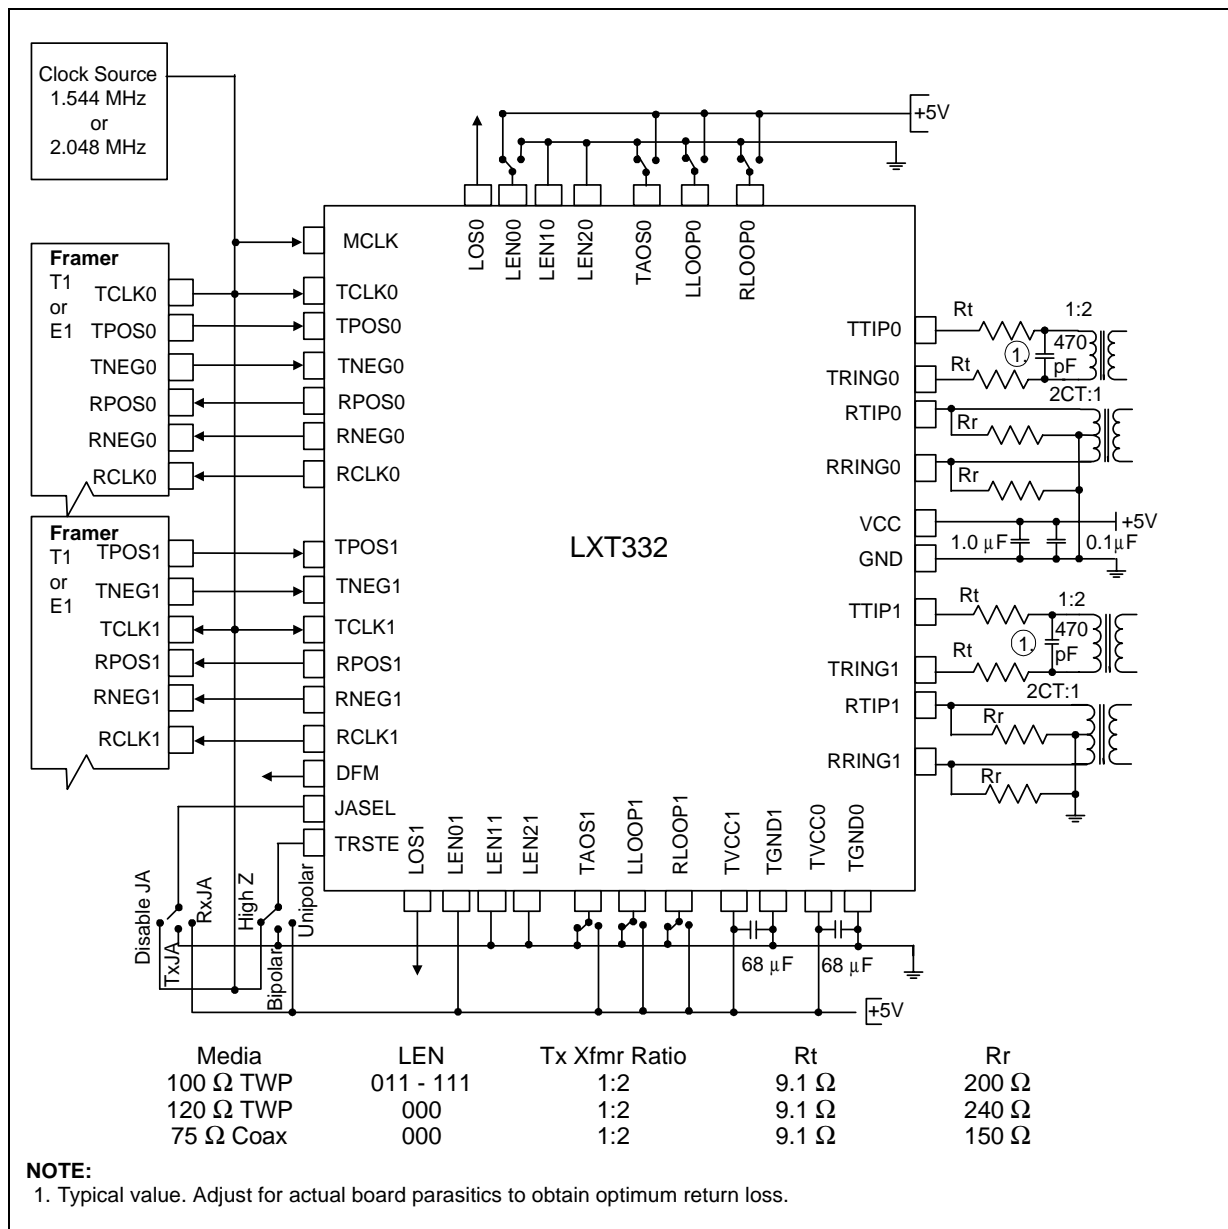 Clock Source
1.544 MHz
or
2.048 MHz
+5V
LOS0
LEN00
LEN10
LEN20
TAOS0
LLOOP0
RLOOP0
Framer
T1
or
E1
TCLK0
TPOS0
TNEG0
RPOS0
RNEG0
RCLK0
Framer
T1
or
E1
TPOS1
TNEG1
TCLK1
RPOS1
RNEG1
RCLK1
MCLK
TCLK0
TPOS0
TNEG0
RPOS0
RNEG0
RCLK0
TPOS1
TNEG1
TCLK1
RPOS1
RNEG1
RCLK1
DFM
JASEL
TRSTE
LXT332
TTIP0
TRING0
RTIP0
RRING0
VCC
GND
TTIP1
TRING1
RTIP1
RRING1
Rt
1:2
1.
470
pF
Rt
2CT:1
Rr
Rr
+5V
1.0 µF
0.1µF
Rt
1:2
1.
470
pF
Rt
2CT:1
Rr
Rr
LOS1
LEN01
LEN11
LEN21
TAOS1
LLOOP1
RLOOP1
TVCC1
TGND1
TVCC0
TGND0
Disable JA
TxJA
RxJA
High Z
Bipolar
Unipolar
68 µF
68 µF
+5V
Media LEN Tx Xfmr Ratio Rt Rr
100 Ω TWP 011 - 111 1:2 9.1 Ω 200 Ω
120 Ω TWP 000 1:2 9.1 Ω 240 Ω
75 Ω Coax 000 1:2 9.1 Ω 150 Ω
NOTE:
1. Typical value. Adjust for actual board parasitics to obtain optimum return loss.